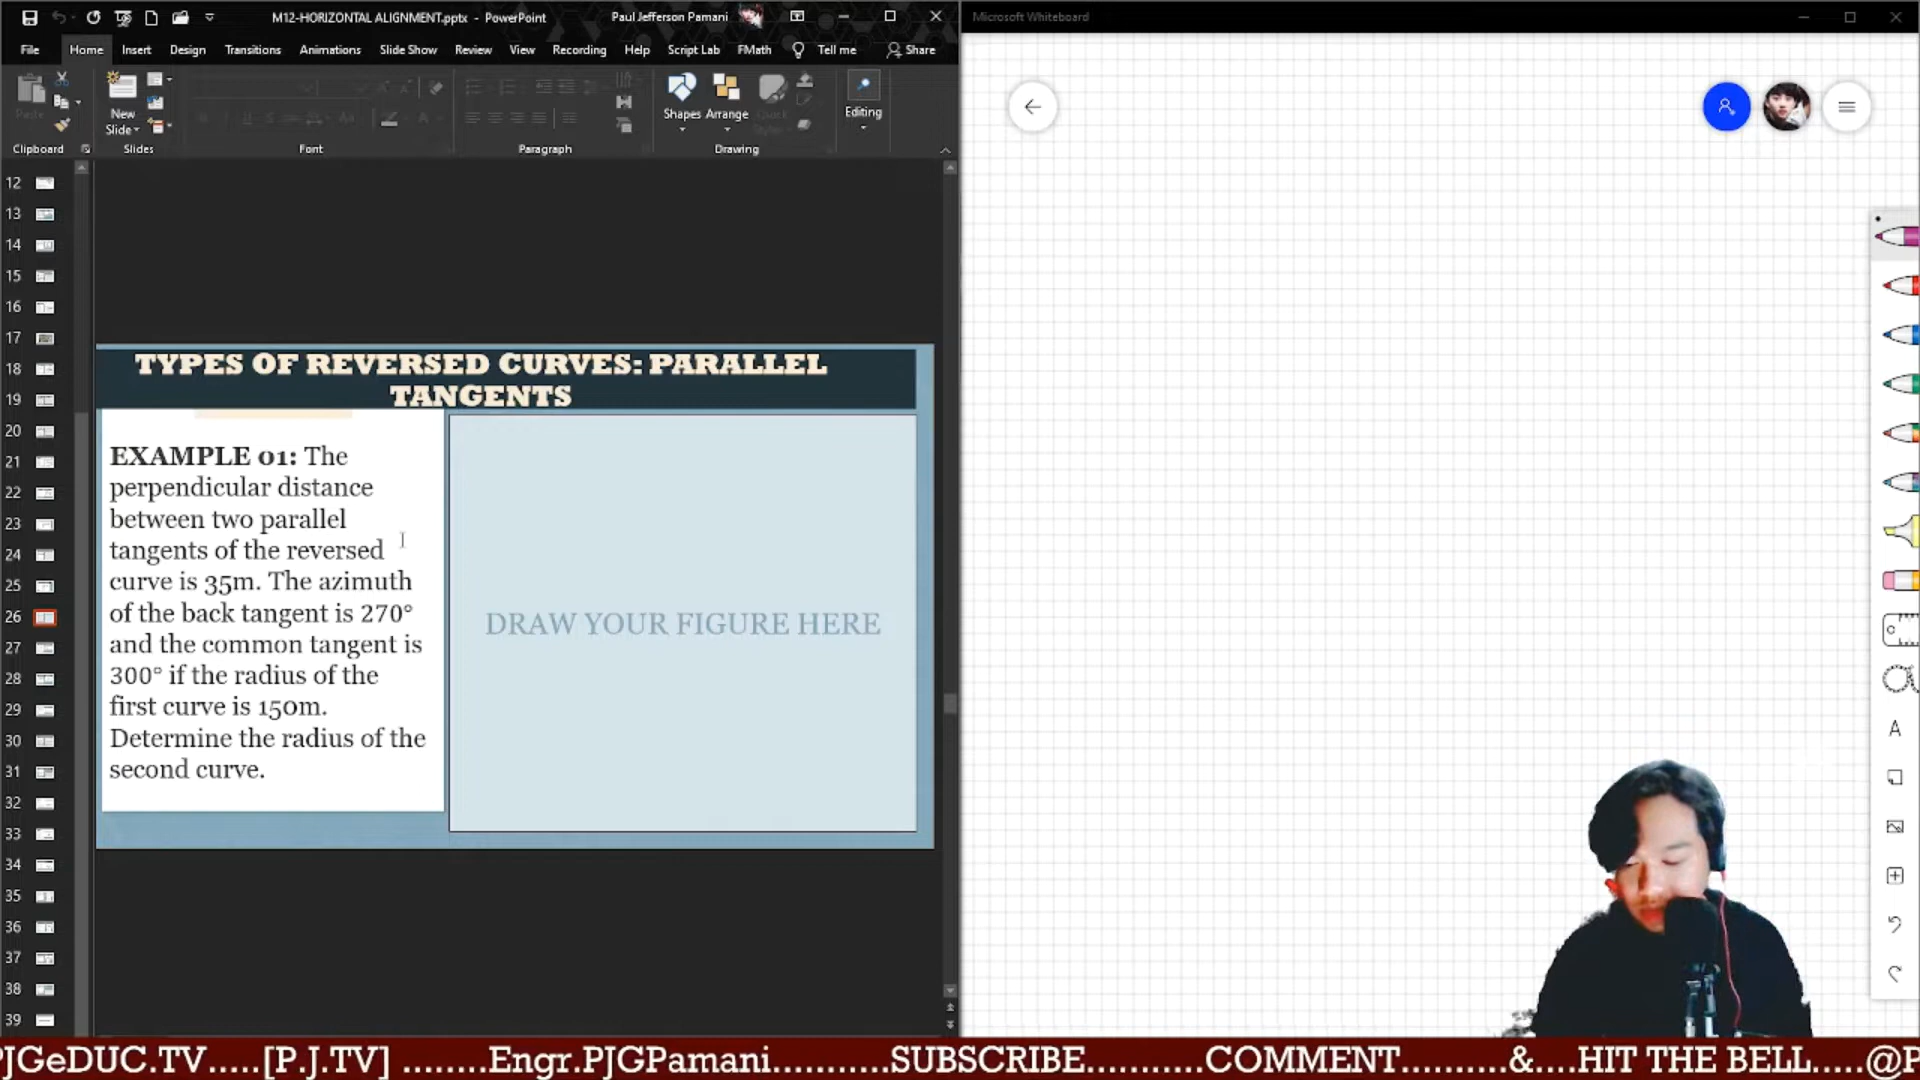 M12-HORIZONTAL ALIGNMENT.pptx - PowerPoint
Paul Jefferson Pamani
Microsoft Whiteboard
File Home Insert Design Transitions Animations Slide Show Review View Recording Help Script Lab FMath Tell me Share
Paste
New
Slide
Shapes Arrange Quick
Styles
Editing
Clipboard Slides Font Paragraph Drawing
12
13
14
15
16
17
18
19
20
21
22
23
24
25
26
27
28
29
30
31
32
33
34
35
36
37
38
39
TYPES OF REVERSED CURVES: PARALLEL
TANGENTS
EXAMPLE 01: The
perpendicular distance
between two parallel
tangents of the reversed
curve is 35m. The azimuth
of the back tangent is 270°
and the common tangent is
300° if the radius of the
first curve is 150m.
Determine the radius of the
second curve.
DRAW YOUR FIGURE HERE
A
PJGeDUC.TV.....[P.J.TV] ........Engr.PJGPamani............SUBSCRIBE............COMMENT............&....HIT THE BELL.....@P